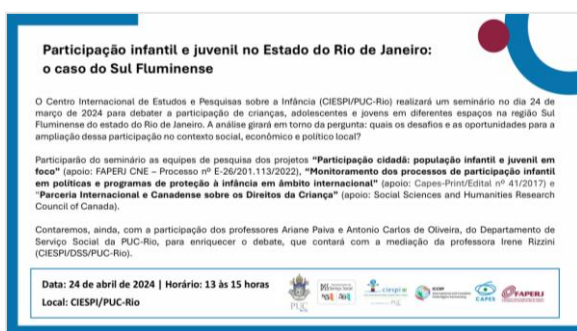 Participação infantil e juvenil no Estado do Rio de Janeiro:
o caso do Sul Fluminense
O Centro Internacional de Estudos e Pesquisas sobre a Infância (CIESPI/PUC-Rio) realizará um seminário no dia 24 de
março de 2024 para debater a participação de crianças, adolescentes e jovens em diferentes espaços na região Sul
Fluminense do estado do Rio de Janeiro. A análise girará em torno da pergunta: quais os desafios e as oportunidades para a
ampliação dessa participação no contexto social, econômico e político local?
Participarão do seminário as equipes de pesquisa dos projetos "Participação cidadã: população infantil e juvenil em
foco" (apoio: FAPERJ CNE – Processo nº E-26/201.113/2022), "Monitoramento dos processos de participação infantil
em políticas e programas de proteção à infância em âmbito internacional" (apoio: Capes-Print/Edital nº 41/2017) e
"Parceria Internacional e Canadense sobre os Direitos da Criança" (apoio: Social Sciences and Humanities Research
Council of Canada).
Contaremos, ainda, com a participação dos professores Ariane Paiva e Antonio Carlos de Oliveira, do Departamento de
Serviço Social da PUC-Rio, para enriquecer o debate, que contará com a mediação da professora Irene Rizzini
(CIESPI/DSS/PUC-Rio).
Data: 24 de abril de 2024 | Horário: 13 às 15 horas
Local: CIESPI/PUC-Rio
PUC
Serviço Social
ciespi
CAPES
FAPERJ